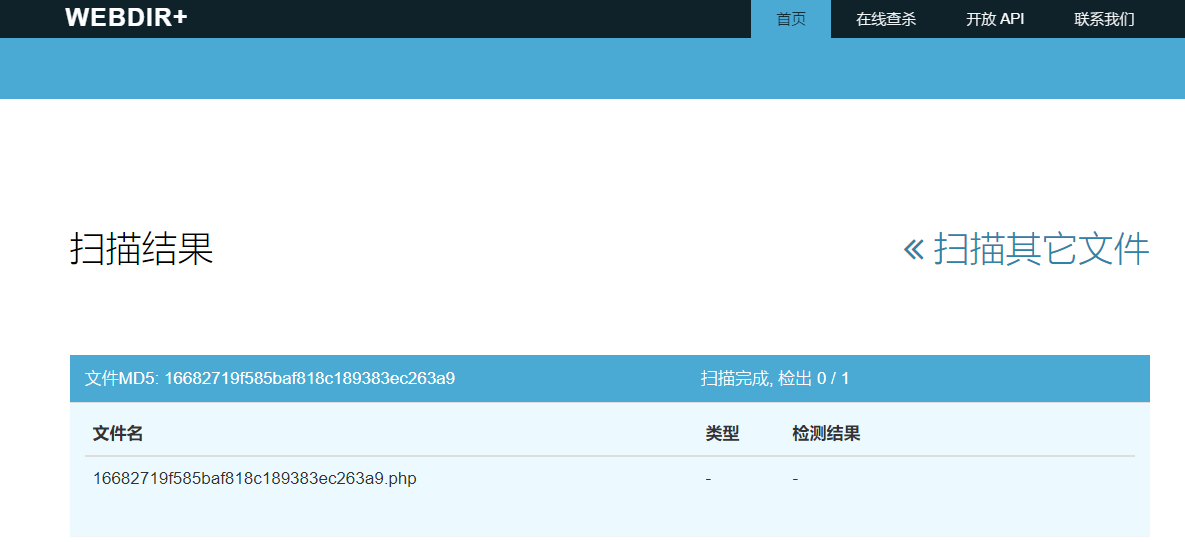 WEBDIR+ 首页 在线查杀 开放 API 联系我们
扫描结果 « 扫描其它文件
文件MD5: 16682719f585baf818c189383ec263a9 扫描完成, 检出 0 / 1
文件名 类型 检测结果
16682719f585baf818c189383ec263a9.php - -